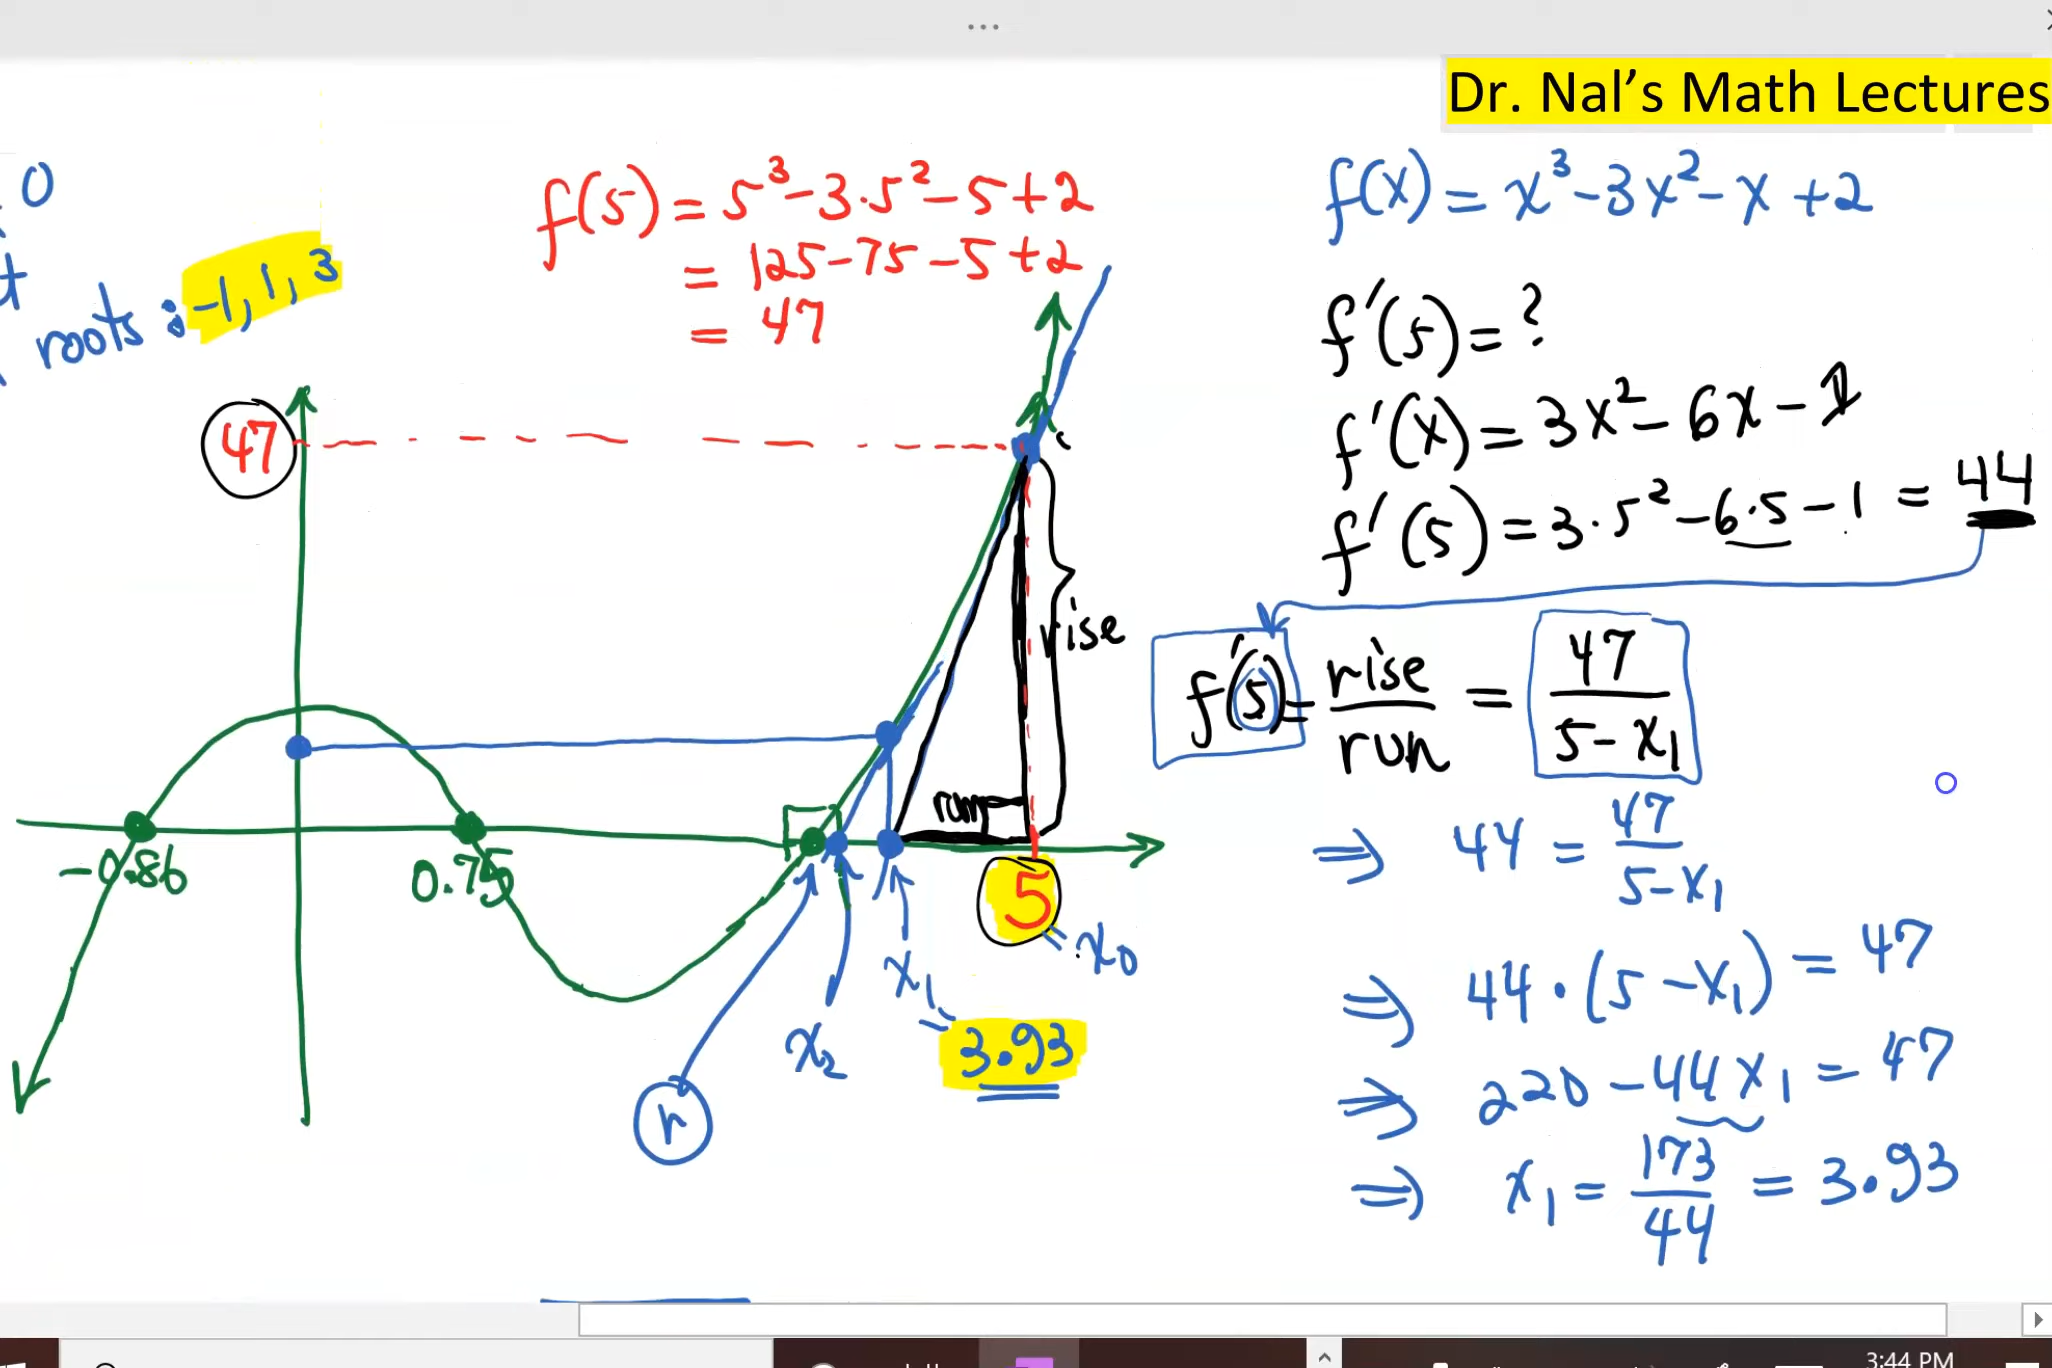 ...
Dr. Nal’s Math Lectures
0
t
roots : -1, 1, 3
f(5) = 5³ - 3·5² - 5 + 2
= 125 - 75 - 5 + 2
= 47
47
-0.86
0.75
rise
run
5
= x₀
x₁
= 3.93
x₂
r
f(x) = x³ - 3x² - x + 2
f'(5) = ?
f'(x) = 3x² - 6x - 1
f'(5) = 3·5² - 6·5 - 1 = 44
f'(5) = rise/run = 47/(5 - x₁)
⇒ 44 = 47/(5 - x₁)
⇒ 44·(5 - x₁) = 47
⇒ 220 - 44x₁ = 47
⇒ x₁ = 173/44 = 3.93
3:44 PM